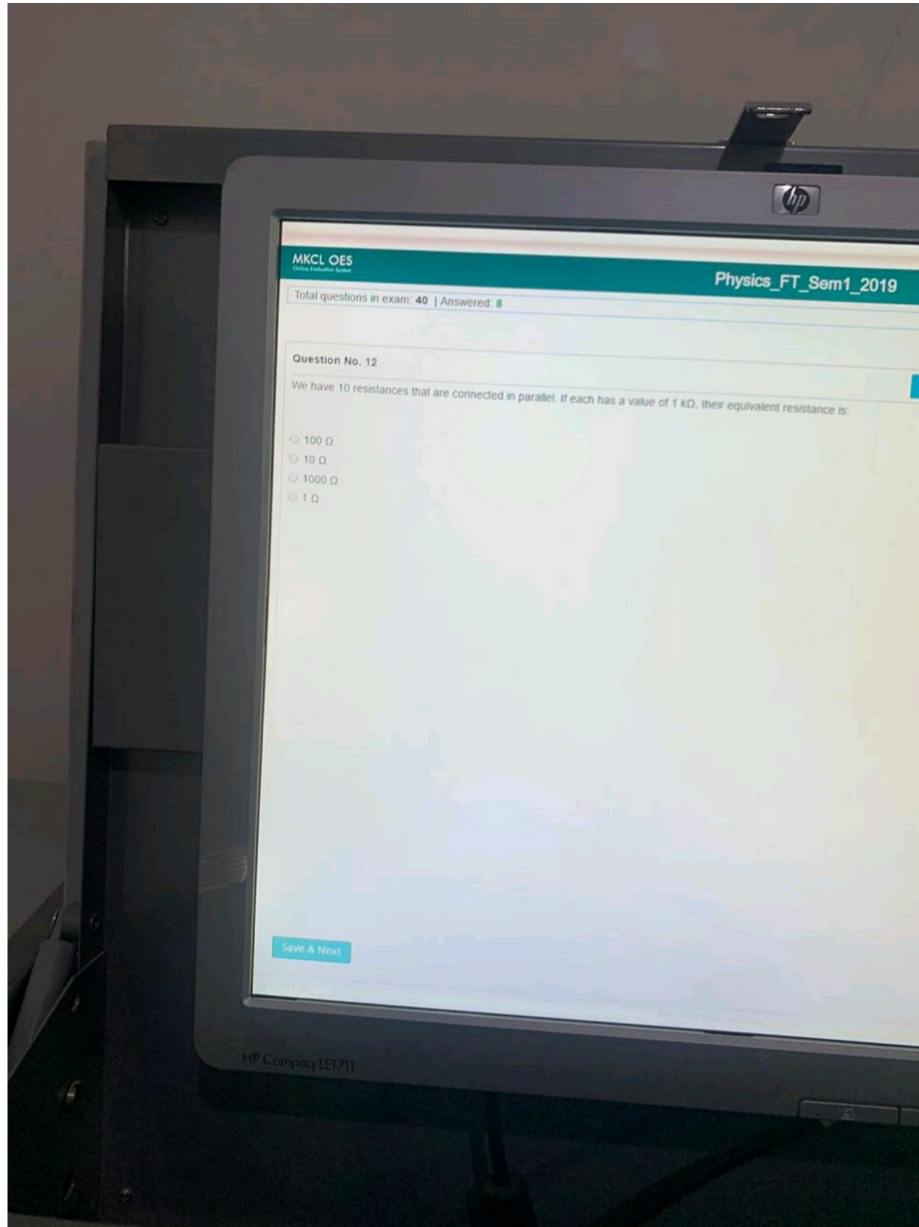 hp
MKCL OES
Online Evaluation System
Physics_FT_Sem1_2019
Total questions in exam: 40 | Answered: 8
Question No. 12
We have 10 resistances that are connected in parallel. If each has a value of 1 kΩ, their equivalent resistance is:
100 Ω
10 Ω
1000 Ω
1 Ω
Save & Next
HP Compaq LE1711